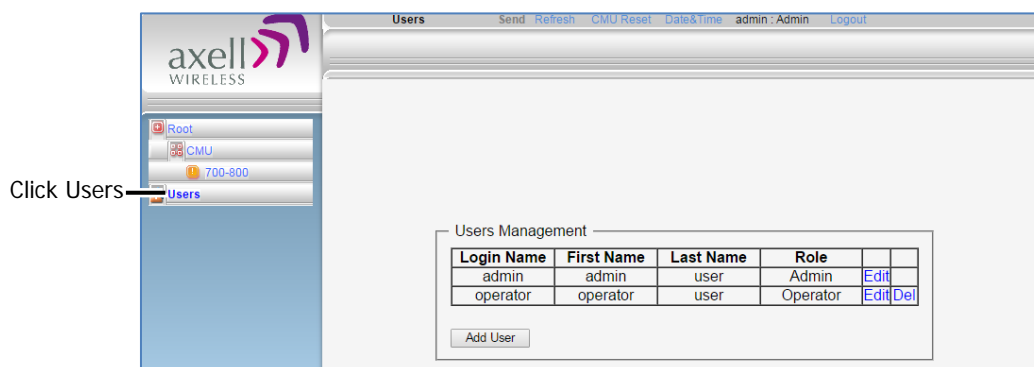 Users Send Refresh CMU Reset Date&Time admin : Admin Logout
axell
WIRELESS
Root
CMU
700-800
Click Users
Users
Users Management
Login Name First Name Last Name Role
admin admin user Admin Edit
operator operator user Operator Edit Del
Add User